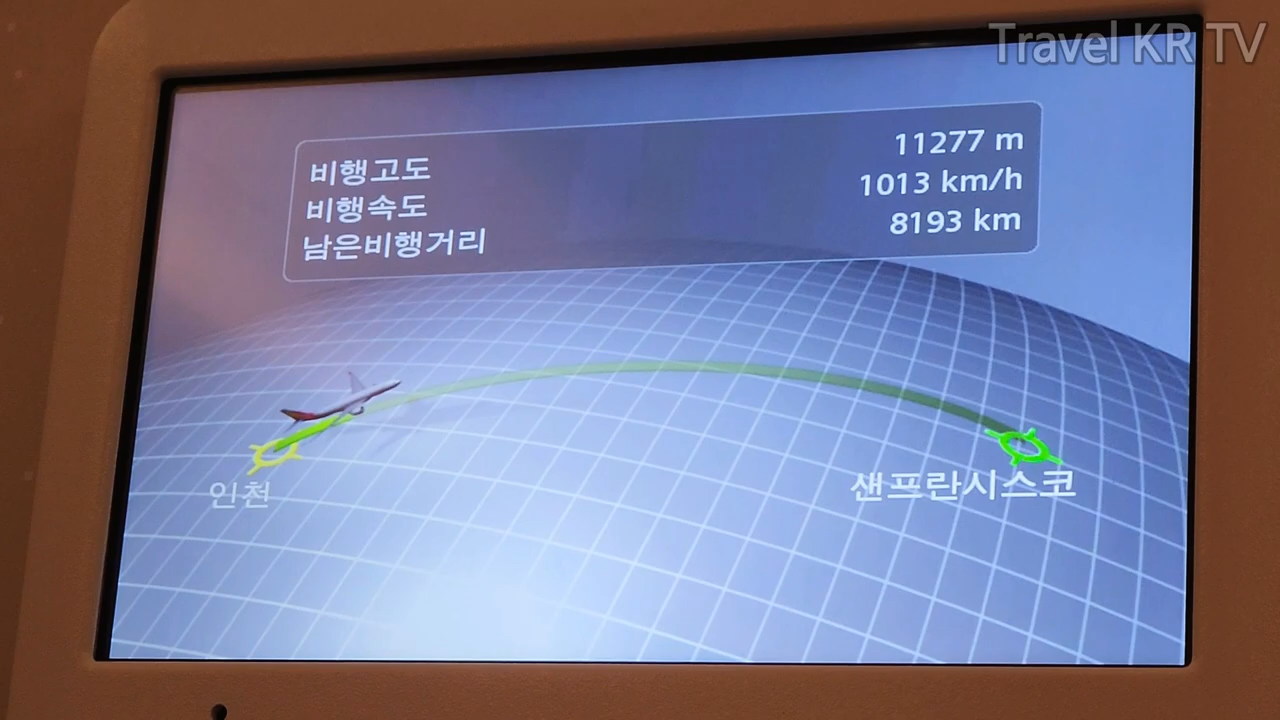 Travel KR TV
비행고도 11277 m
비행속도 1013 km/h
남은비행거리 8193 km
인천
샌프란시스코